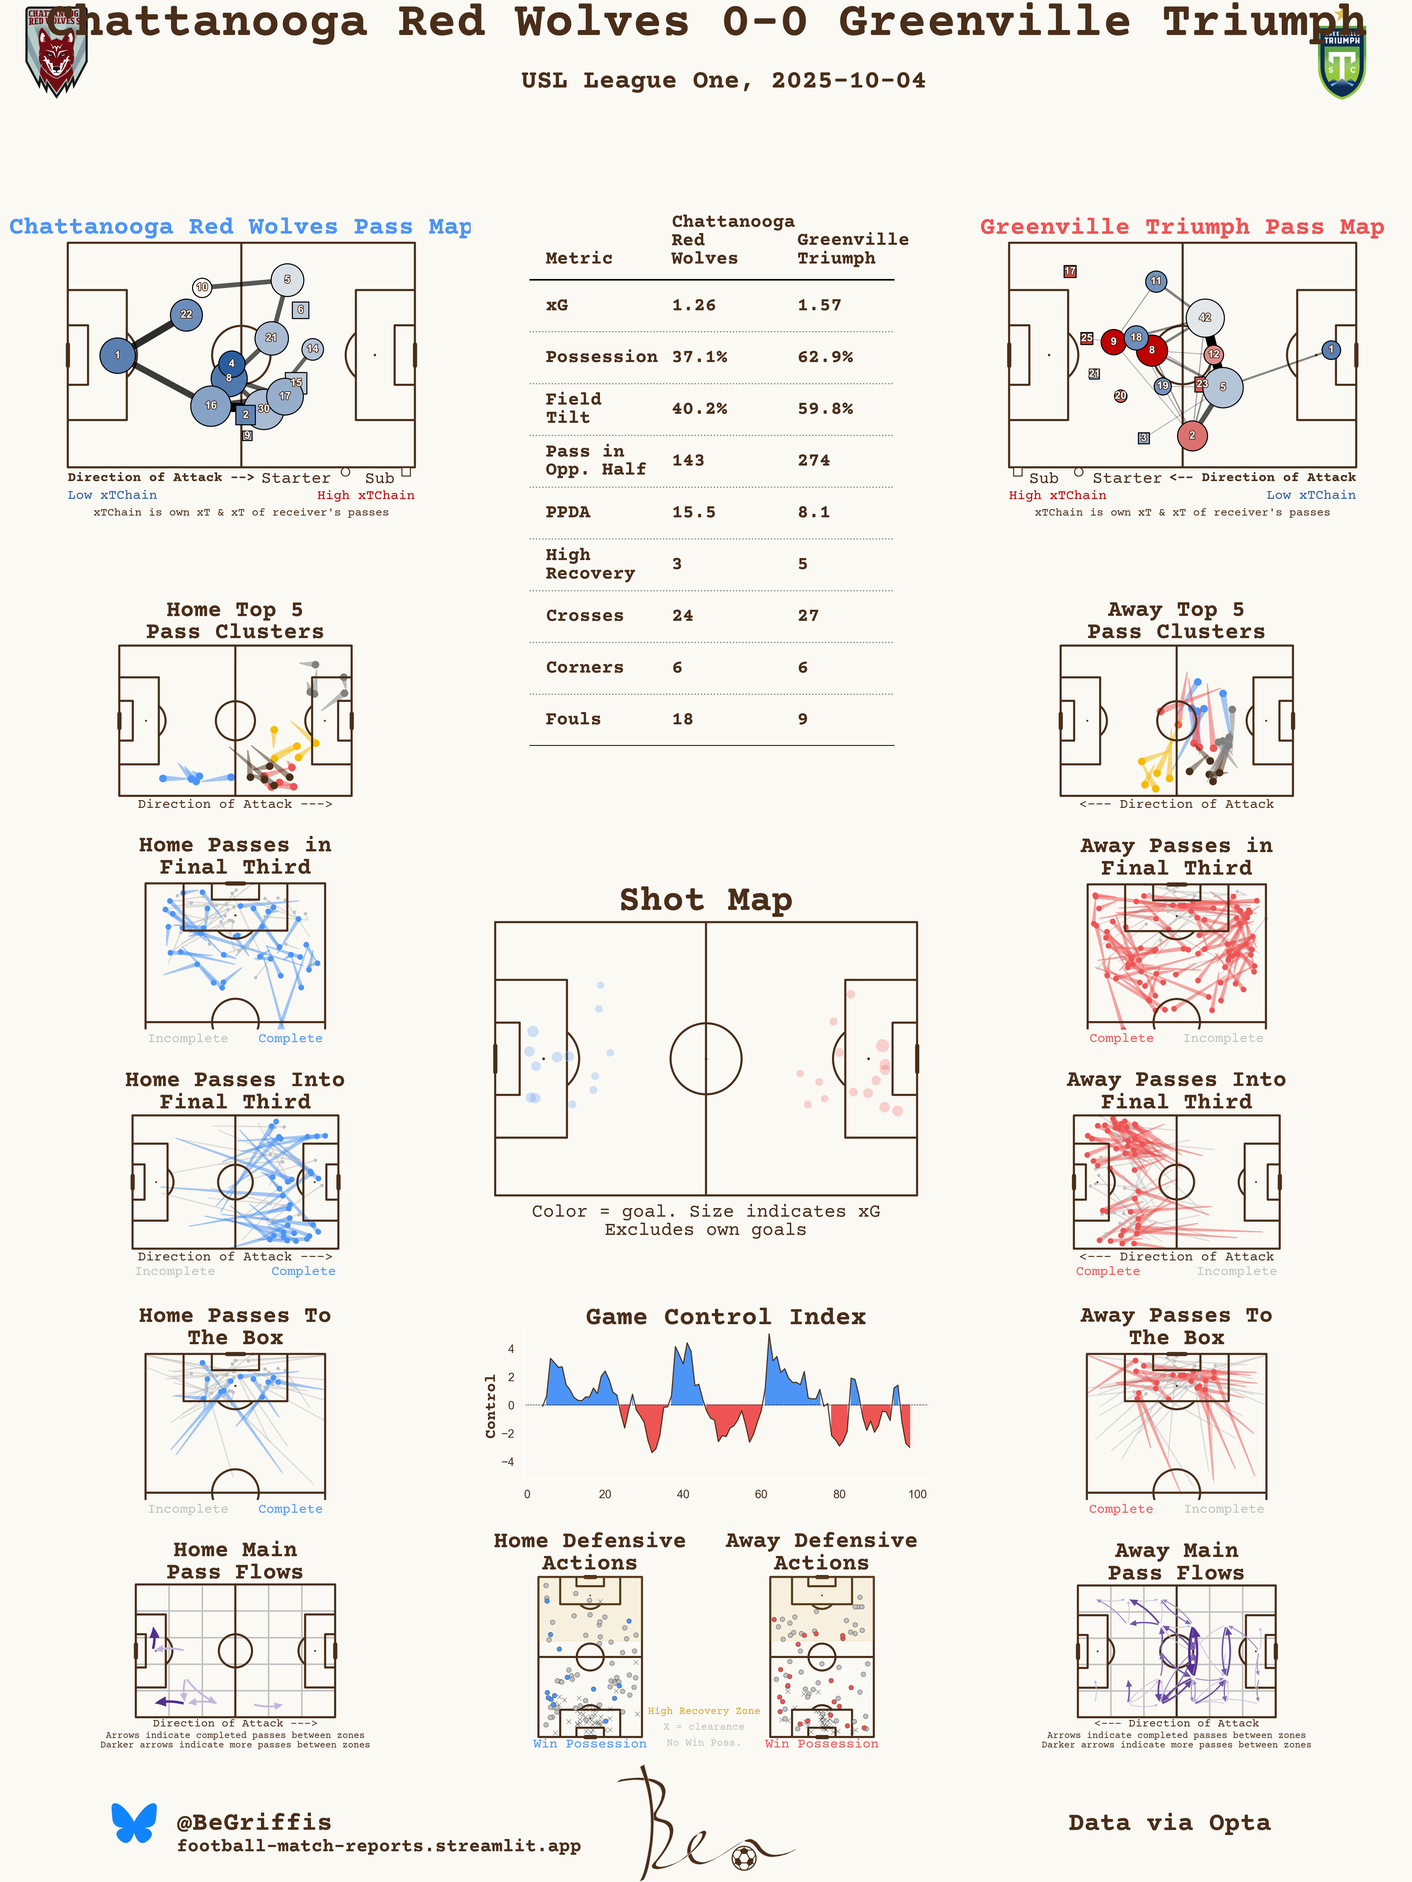 Chattanooga Red Wolves 0-0 Greenville Triumph
USL League One, 2025-10-04
CHATTANOOGA
RED WOLVES S
TRIUMPH
S C
Chattanooga Red Wolves Pass Map
10
5
6
22
21
14
1
4
8
15
17
16
30
2
9
Direction of Attack --> Starter Sub
Low xTChain High xTChain
xTChain is own xT & xT of receiver's passes
Metric Chattanooga Red Wolves Greenville Triumph
xG 1.26 1.57
Possession 37.1% 62.9%
Field Tilt 40.2% 59.8%
Pass in Opp. Half 143 274
PPDA 15.5 8.1
High Recovery 3 5
Crosses 24 27
Corners 6 6
Fouls 18 9
Greenville Triumph Pass Map
17
11
42
25
9
18
8
12
1
21
19
23
5
20
3
2
Sub Starter <-- Direction of Attack
High xTChain Low xTChain
xTChain is own xT & xT of receiver's passes
Home Top 5
Pass Clusters
Direction of Attack --->
Away Top 5
Pass Clusters
<--- Direction of Attack
Home Passes in
Final Third
Incomplete Complete
Away Passes in
Final Third
Complete Incomplete
Shot Map
Color = goal. Size indicates xG
Excludes own goals
Home Passes Into
Final Third
Direction of Attack --->
Incomplete Complete
Away Passes Into
Final Third
<--- Direction of Attack
Complete Incomplete
Home Passes To
The Box
Incomplete Complete
Game Control Index
Control
4
2
0
−2
−4
0 20 40 60 80 100
Away Passes To
The Box
Complete Incomplete
Home Main
Pass Flows
Direction of Attack --->
Arrows indicate completed passes between zones
Darker arrows indicate more passes between zones
Home Defensive
Actions
Win Possession
High Recovery Zone
X = clearance
No Win Poss.
Away Defensive
Actions
Win Possession
Away Main
Pass Flows
<--- Direction of Attack
Arrows indicate completed passes between zones
Darker arrows indicate more passes between zones
@BeGriffis
football-match-reports.streamlit.app
Ben
Data via Opta